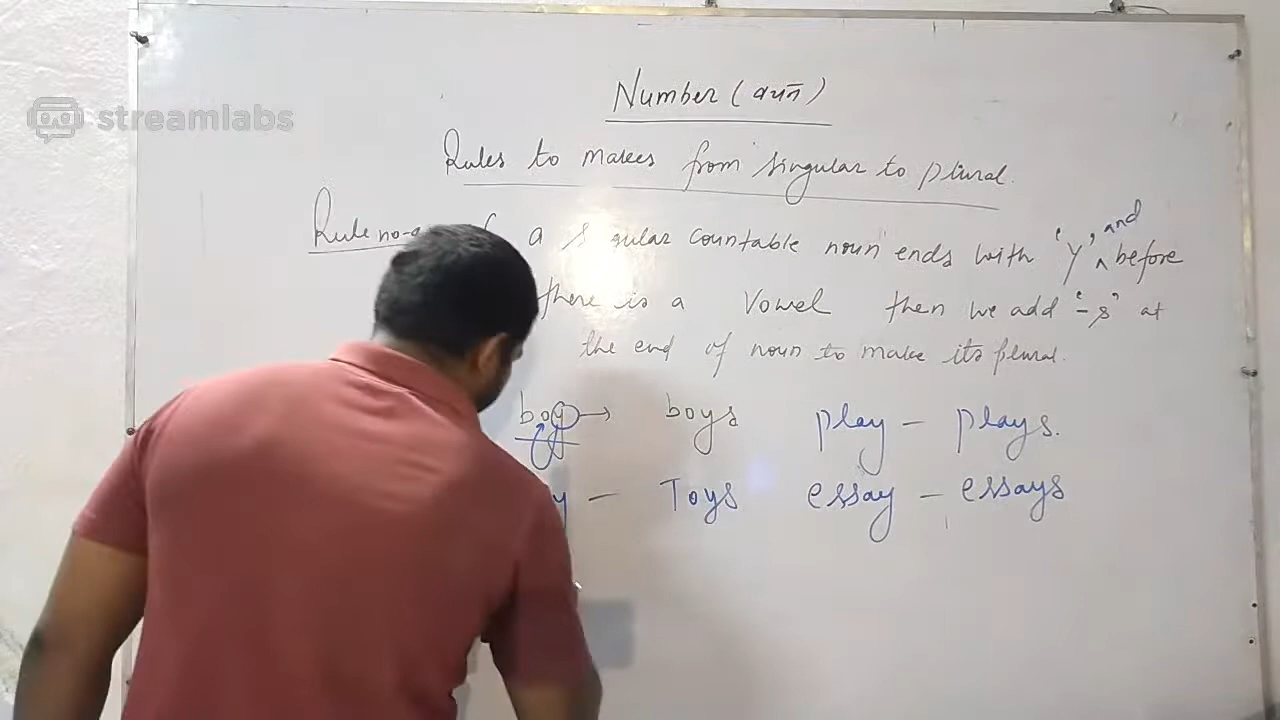 streamlabs
Number (वचन)
Rules to makes from singular to plural.
Rule no- a countable noun ends with 'y' and before
there is a vowel then we add '-s' at
the end of noun to make its plural.
boy → boys play - plays.
y - Toys essay - essays